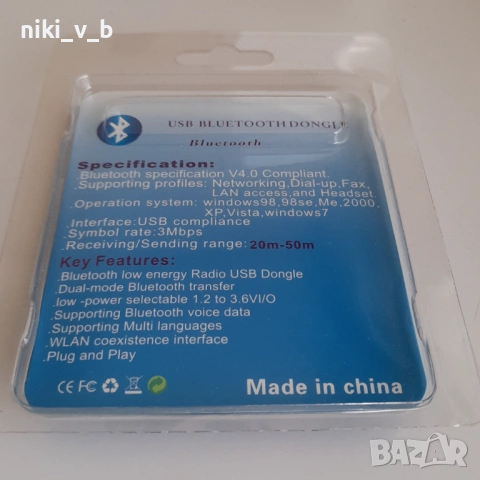 niki_v_b
USB BLUETOOTH DONGLE
Bluetooth
Specification:
.Bluetooth specification V4.0 Compliant.
.Supporting profiles: Networking,Dial-up,Fax,
LAN access,and Headset.
.Operation system: windows98,98se,Me,2000,
XP,Vista,windows7
.Interface:USB compliance
.Symbol rate:3Mbps
.Receiving/Sending range: 20m-50m
Key Features:
.Bluetooth low energy Radio USB Dongle
.Dual-mode Bluetooth transfer
.low -power selectable 1.2 to 3.6VI/O
.Supporting Bluetooth voice data
.Supporting Multi languages
.WLAN coexistence interface
.Plug and Play
CE FC
Made in china
BAZAR
bg